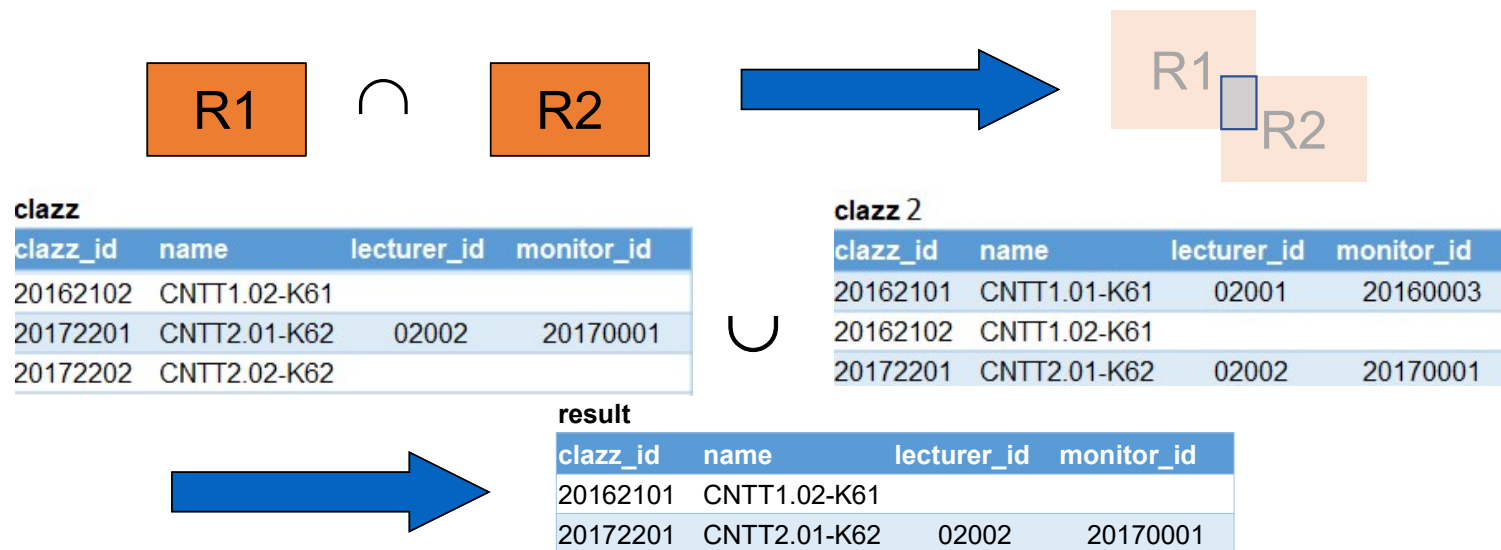 R1 ∩ R2
R1
R2
clazz
clazz_id name lecturer_id monitor_id
20162102 CNTT1.02-K61
20172201 CNTT2.01-K62 02002 20170001
20172202 CNTT2.02-K62
∪
clazz 2
clazz_id name lecturer_id monitor_id
20162101 CNTT1.01-K61 02001 20160003
20162102 CNTT1.02-K61
20172201 CNTT2.01-K62 02002 20170001
result
clazz_id name lecturer_id monitor_id
20162101 CNTT1.02-K61
20172201 CNTT2.01-K62 02002 20170001